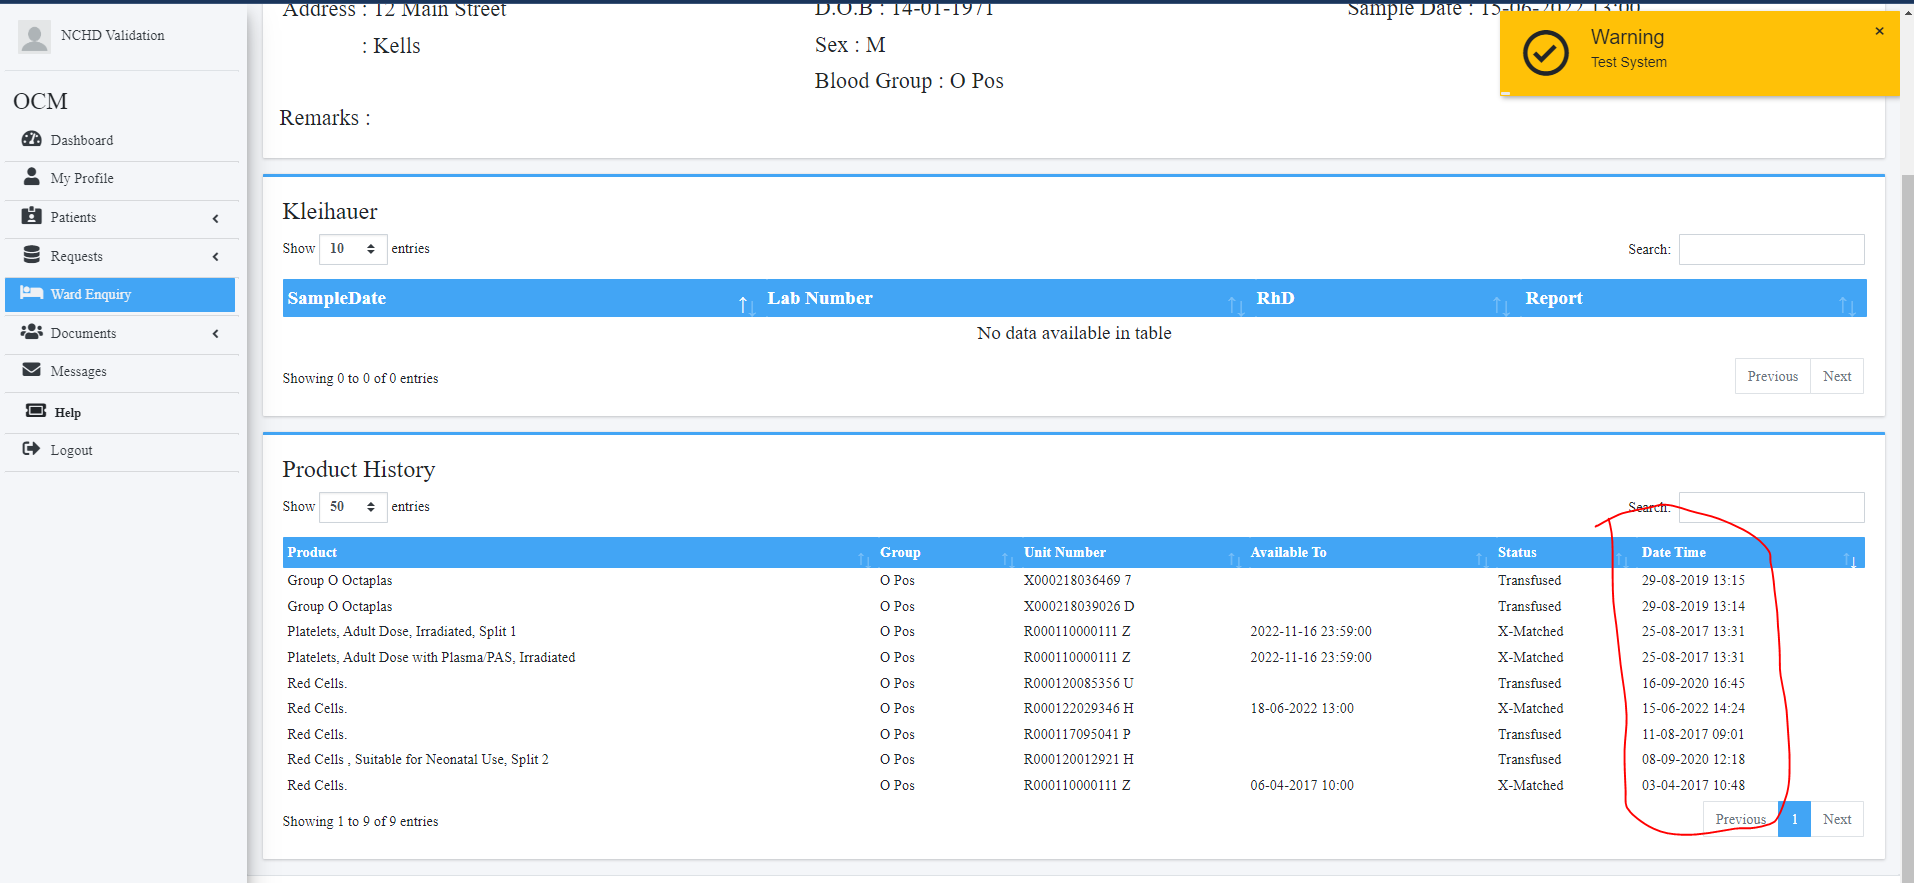 Address : 12 Main Street D.O.B : 14-01-1971 Sample Date : 15-06-2022 13:00
NCHD Validation
: Kells Sex : M
Blood Group : O Pos
Remarks :
Warning ×
Test System
OCM
Dashboard
My Profile
Patients
Requests
Ward Enquiry
Documents
Messages
Help
Logout
Kleihauer
Show 10 entries Search:
SampleDate Lab Number RhD Report
No data available in table
Showing 0 to 0 of 0 entries Previous Next
Product History
Show 50 entries Search:
Product Group Unit Number Available To Status Date Time
Group O Octaplas O Pos X000218036469 7 Transfused 29-08-2019 13:15
Group O Octaplas O Pos X000218039026 D Transfused 29-08-2019 13:14
Platelets, Adult Dose, Irradiated, Split 1 O Pos R000110000111 Z 2022-11-16 23:59:00 X-Matched 25-08-2017 13:31
Platelets, Adult Dose with Plasma/PAS, Irradiated O Pos R000110000111 Z 2022-11-16 23:59:00 X-Matched 25-08-2017 13:31
Red Cells. O Pos R000120085356 U Transfused 16-09-2020 16:45
Red Cells. O Pos R000122029346 H 18-06-2022 13:00 X-Matched 15-06-2022 14:24
Red Cells. O Pos R000117095041 P Transfused 11-08-2017 09:01
Red Cells , Suitable for Neonatal Use, Split 2 O Pos R000120012921 H Transfused 08-09-2020 12:18
Red Cells. O Pos R000110000111 Z 06-04-2017 10:00 X-Matched 03-04-2017 10:48
Showing 1 to 9 of 9 entries Previous 1 Next